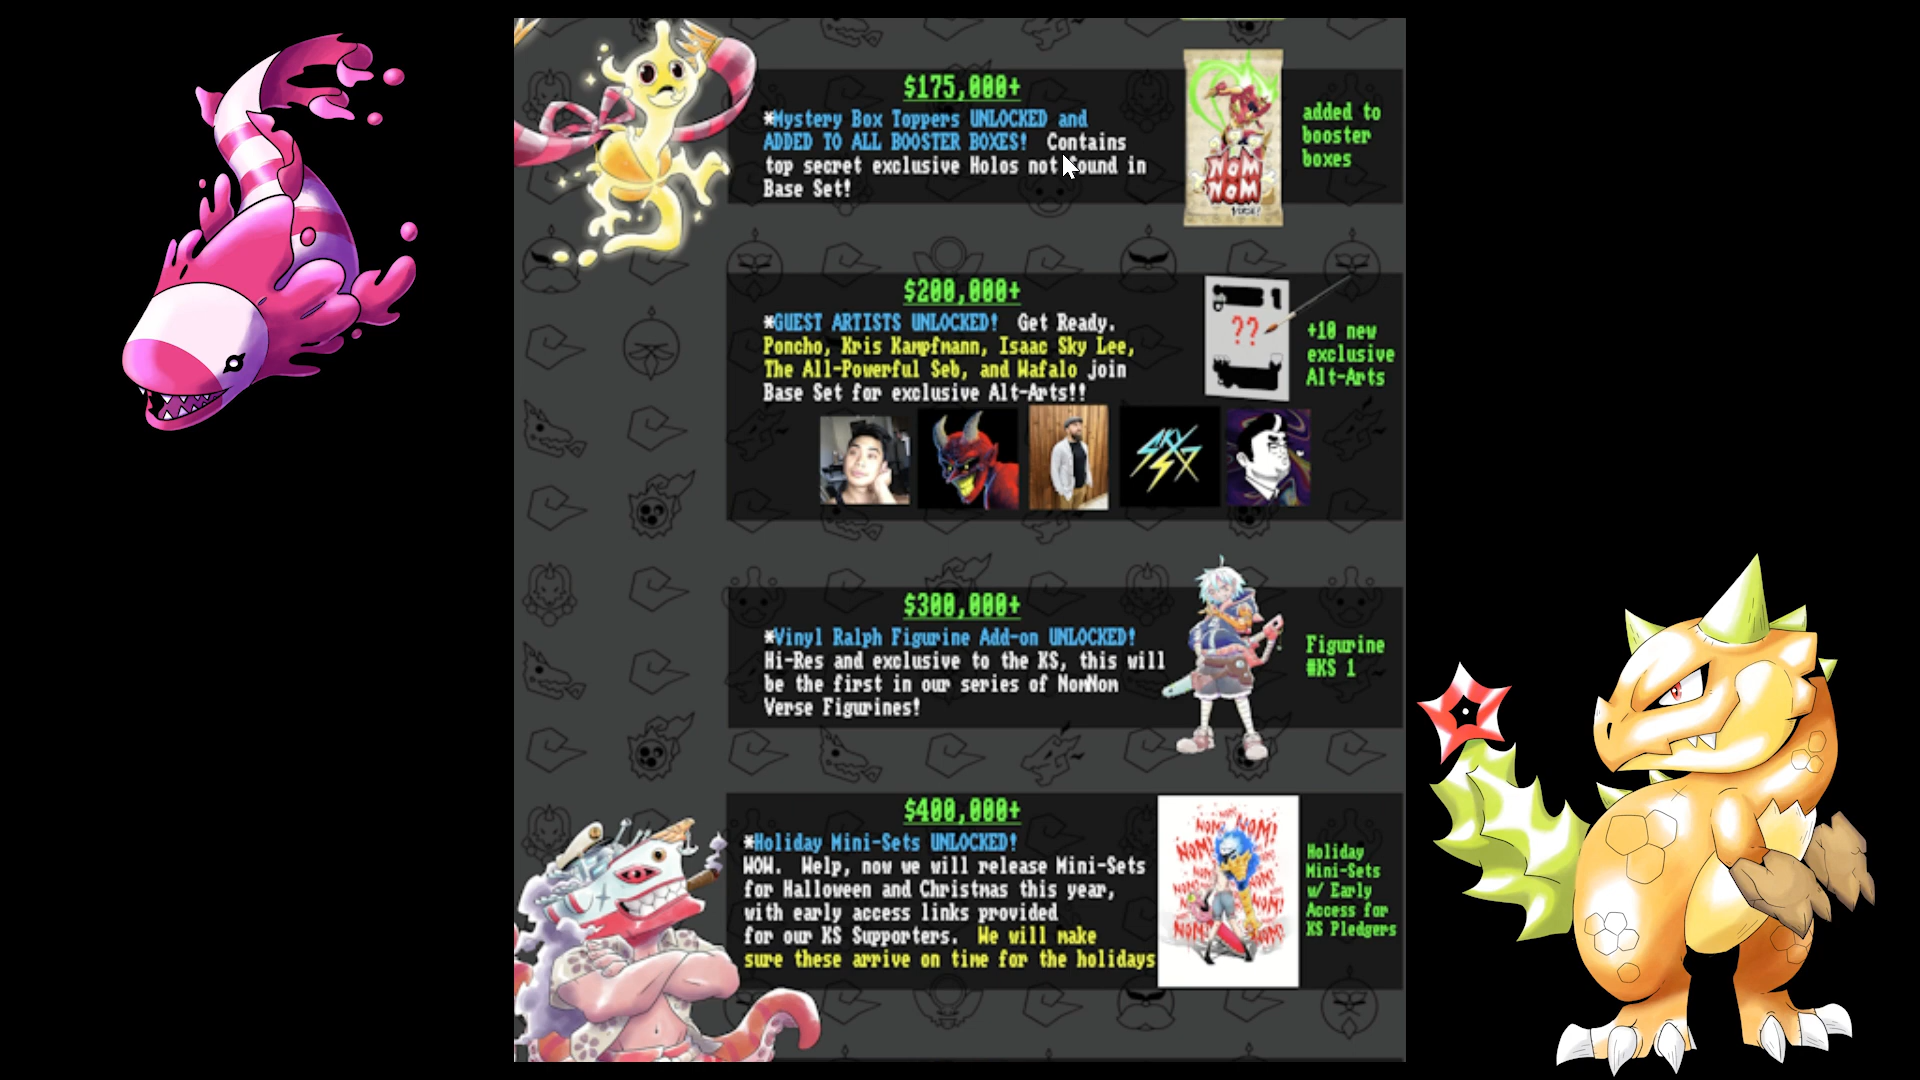 $175,000+
*Mystery Box Toppers UNLOCKED and
ADDED TO ALL BOOSTER BOXES! Contains
top secret exclusive Holos not found in
Base Set!
NOM
NOM
added to
booster
boxes
$200,000+
*GUEST ARTISTS UNLOCKED! Get Ready.
Poncho, Kris Kampfmann, Isaac Sky Lee,
The All-Powerful Seb, and Wafalo join
Base Set for exclusive Alt-Arts!!
??
+10 new
exclusive
Alt-Arts
$300,000+
*Vinyl Ralph Figurine Add-on UNLOCKED!
Hi-Res and exclusive to the KS, this will
be the first in our series of NomNom
Verse Figurines!
Figurine
#KS 1
$400,000+
*Holiday Mini-Sets UNLOCKED!
WOW. Welp, now we will release Mini-Sets
for Halloween and Christmas this year,
with early access links provided
for our KS Supporters. We will make
sure these arrive on time for the holidays
NOM! NOM!
NOM!
Holiday
Mini-Sets
w/ Early
Access for
KS Pledgers